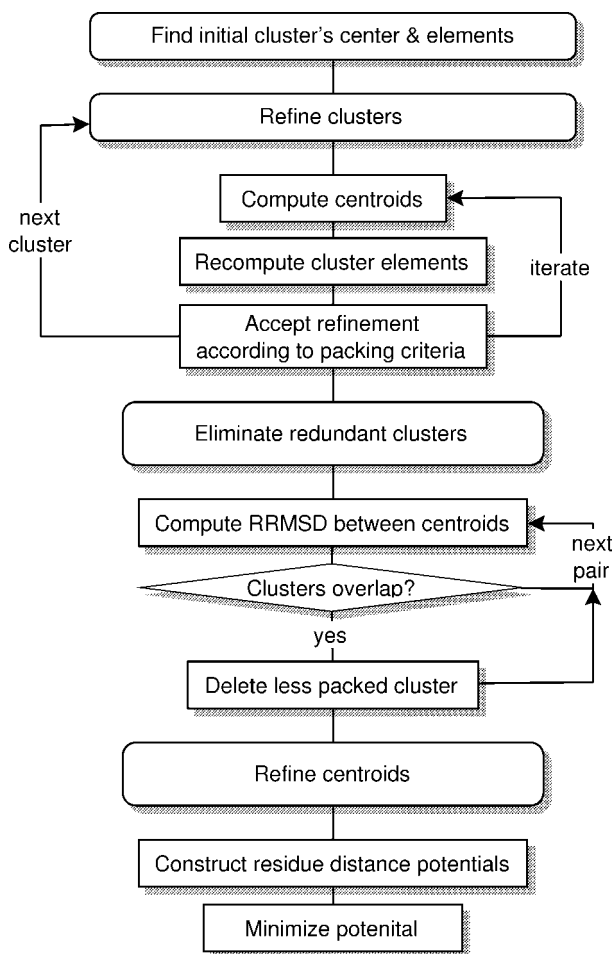 Find initial cluster's center & elements
Refine clusters
next
cluster
Compute centroids
Recompute cluster elements
iterate
Accept refinement
according to packing criteria
Eliminate redundant clusters
Compute RRMSD between centroids
next
pair
Clusters overlap?
yes
Delete less packed cluster
Refine centroids
Construct residue distance potentials
Minimize potenital